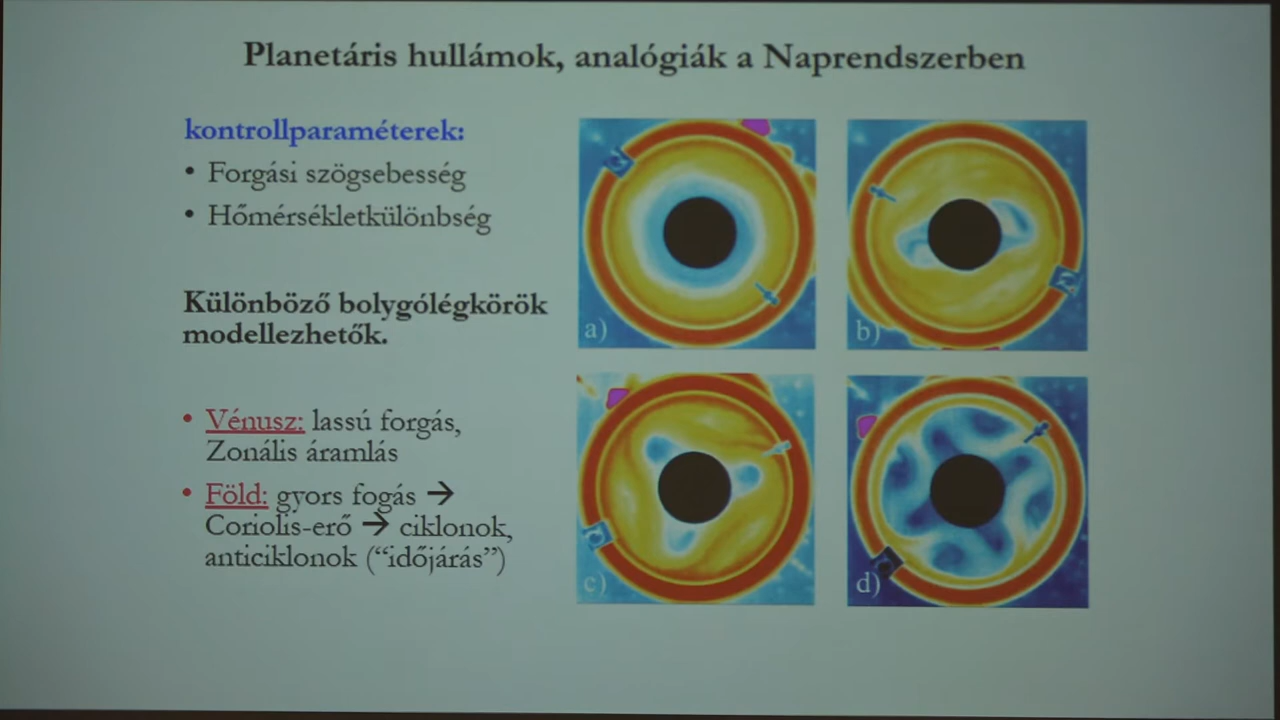 Planetáris hullámok, analógiák a Naprendszerben
kontrollparaméterek:
• Forgási szögsebesség
• Hőmérsékletkülönbség
Különböző bolygólégkörök
modellezhetők.
• Vénusz: lassú forgás,
Zonális áramlás
• Föld: gyors fogás →
Coriolis-erő → ciklonok,
anticiklonok (“időjárás”)
a)
b)
c)
d)